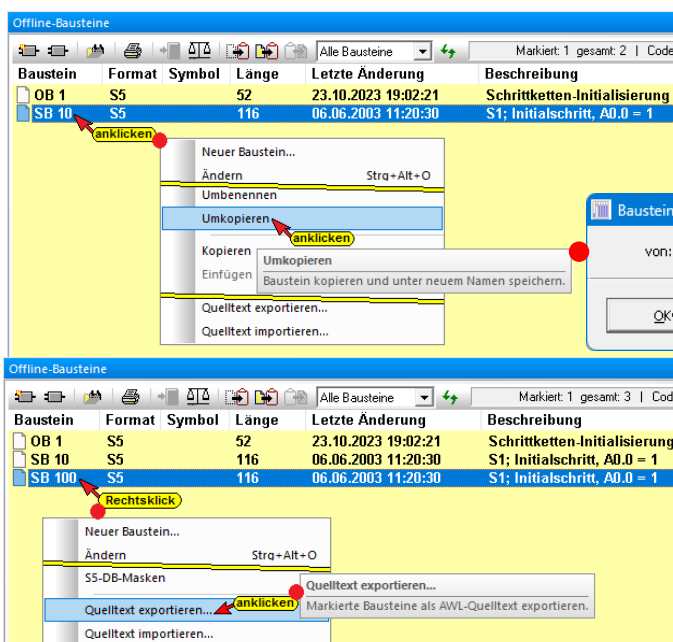 Offline-Bausteine
Alle Bausteine Markiert: 1 gesamt: 2 | Code
Baustein Format Symbol Länge Letzte Änderung Beschreibung
OB 1 S5 52 23.10.2023 19:02:21 Schrittketten-Initialisierung
SB 10 S5 116 06.06.2003 11:20:30 S1; Initialschritt, A0.0 = 1
anklicken
Neuer Baustein...
Ändern Strg+Alt+O
Umbenennen
Umkopieren
anklicken
Baustein
von:
OK
Kopieren
Umkopieren
Einfügen
Baustein kopieren und unter neuem Namen speichern.
Quelltext exportieren...
Quelltext importieren...
Offline-Bausteine
Alle Bausteine Markiert: 1 gesamt: 3 | Cod
Baustein Format Symbol Länge Letzte Änderung Beschreibung
OB 1 S5 52 23.10.2023 19:02:21 Schrittketten-Initialisierung
SB 10 S5 116 06.06.2003 11:20:30 S1; Initialschritt, A0.0 = 1
SB 100 S5 116 06.06.2003 11:20:30 S1; Initialschritt, A0.0 = 1
Rechtsklick
Neuer Baustein...
Ändern Strg+Alt+O
S5-DB-Masken
Quelltext exportieren...
Quelltext exportieren...
anklicken
Markierte Bausteine als AWL-Quelltext exportieren.
Quelltext importieren...